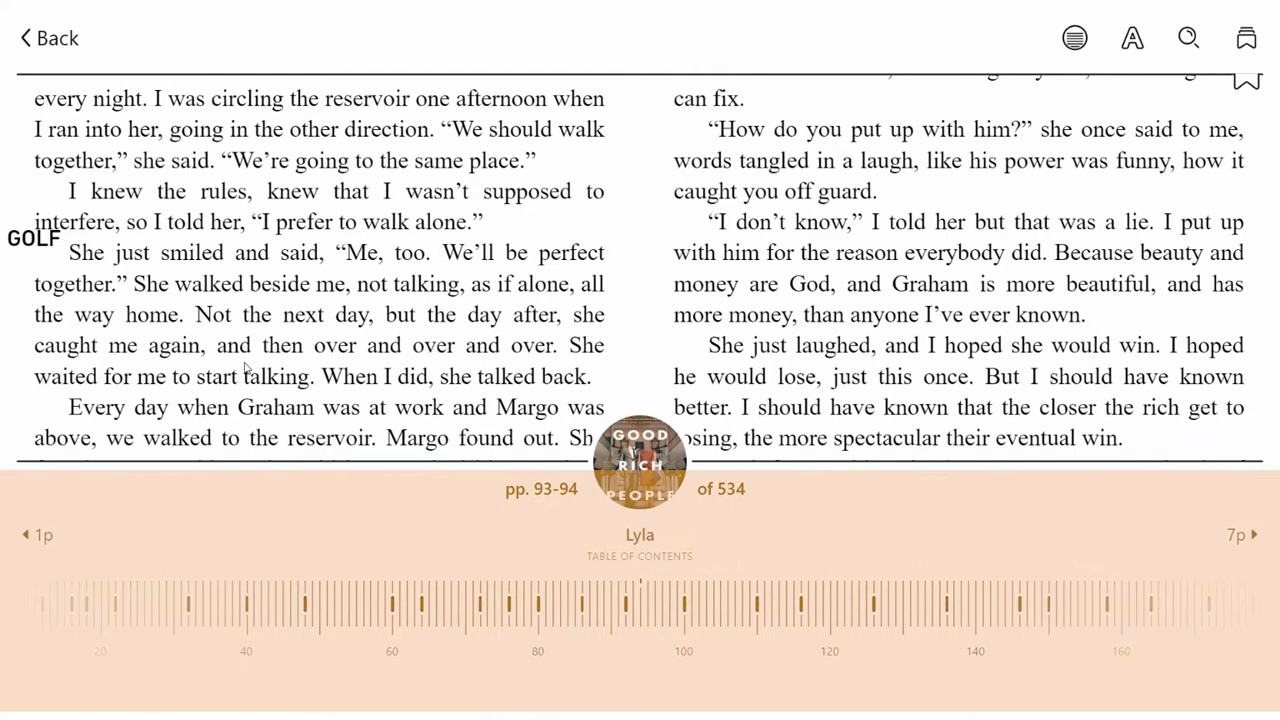 Back
every night. I was circling the reservoir one afternoon when
I ran into her, going in the other direction. “We should walk
together,” she said. “We’re going to the same place.”
I knew the rules, knew that I wasn’t supposed to
interfere, so I told her, “I prefer to walk alone.”
GOLF
She just smiled and said, “Me, too. We’ll be perfect
together.” She walked beside me, not talking, as if alone, all
the way home. Not the next day, but the day after, she
caught me again, and then over and over and over. She
waited for me to start talking. When I did, she talked back.
Every day when Graham was at work and Margo was
above, we walked to the reservoir. Margo found out. Sh
can fix.
“How do you put up with him?” she once said to me,
words tangled in a laugh, like his power was funny, how it
caught you off guard.
“I don’t know,” I told her but that was a lie. I put up
with him for the reason everybody did. Because beauty and
money are God, and Graham is more beautiful, and has
more money, than anyone I’ve ever known.
She just laughed, and I hoped she would win. I hoped
he would lose, just this once. But I should have known
better. I should have known that the closer the rich get to
osing, the more spectacular their eventual win.
GOOD
RICH
PEOPLE
pp. 93-94 of 534
1p Lyla 7p
TABLE OF CONTENTS
20 40 60 80 100 120 140 160